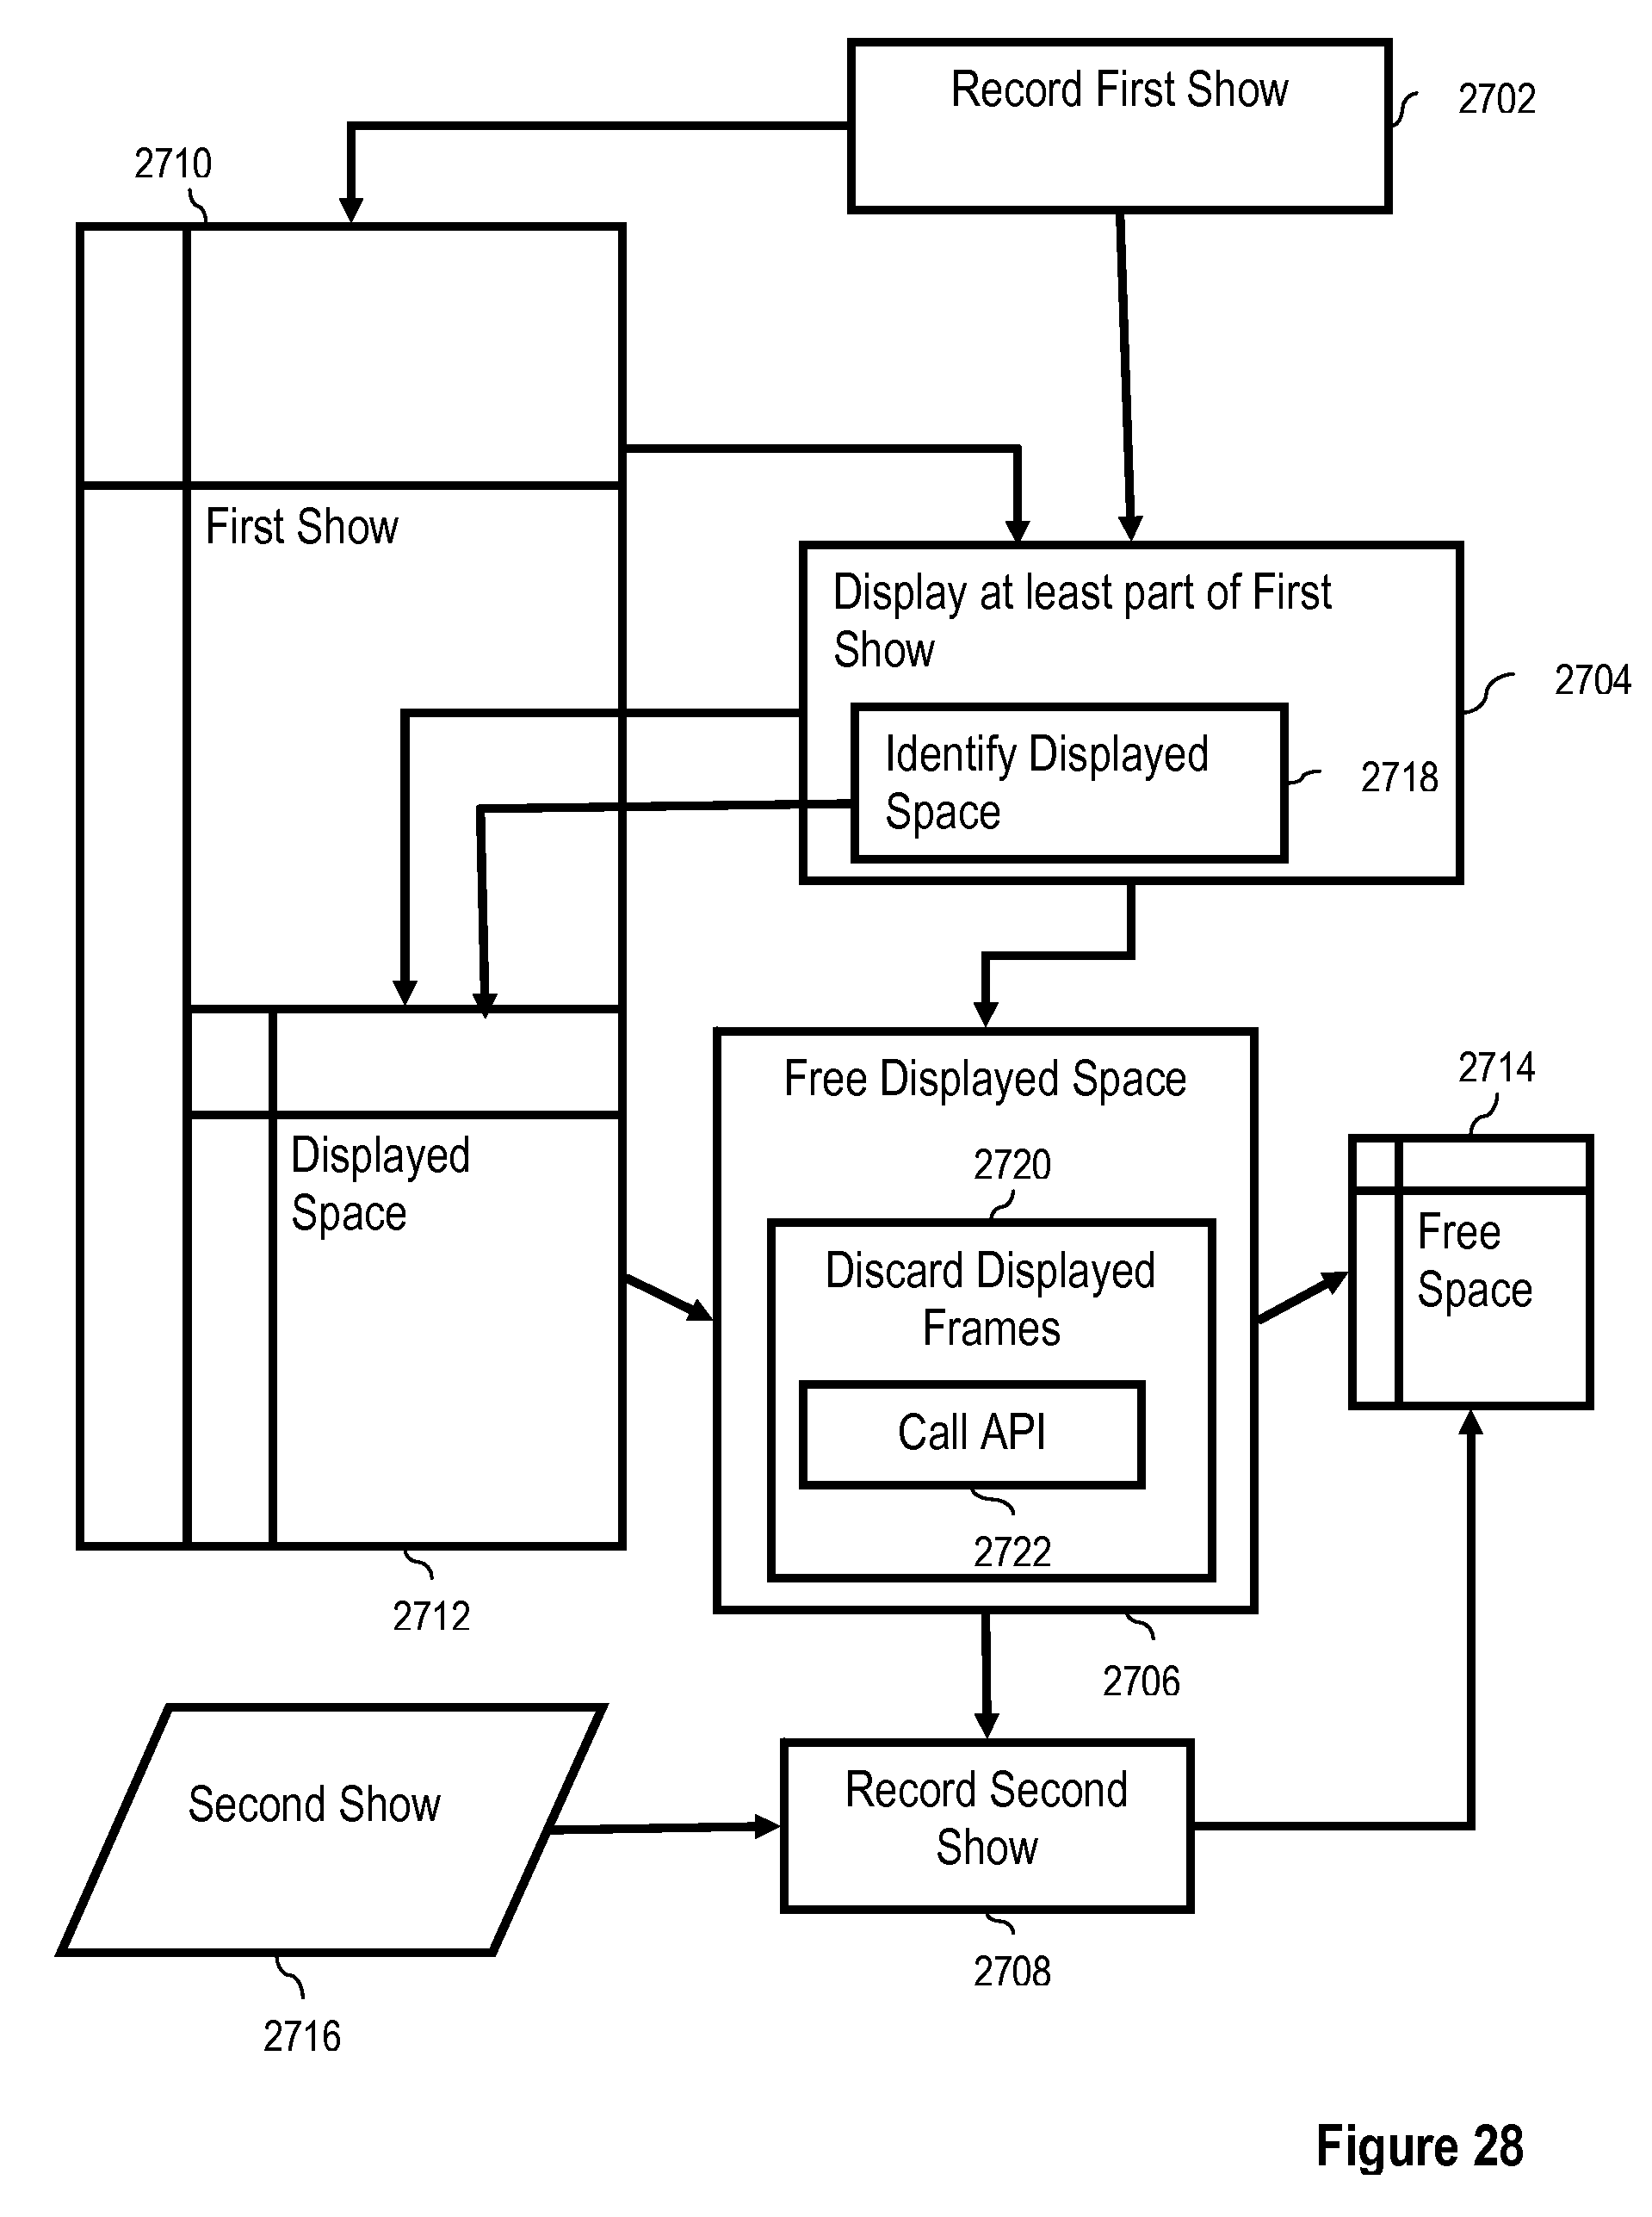 Record First Show
2702
2710
First Show
Display at least part of First
Show
2704
Identify Displayed
Space
2718
Free Displayed Space
2714
Displayed
Space
2720
Discard Displayed
Frames
Free
Space
Call API
2722
2712
2706
Second Show
Record Second
Show
2708
2716
Figure 28